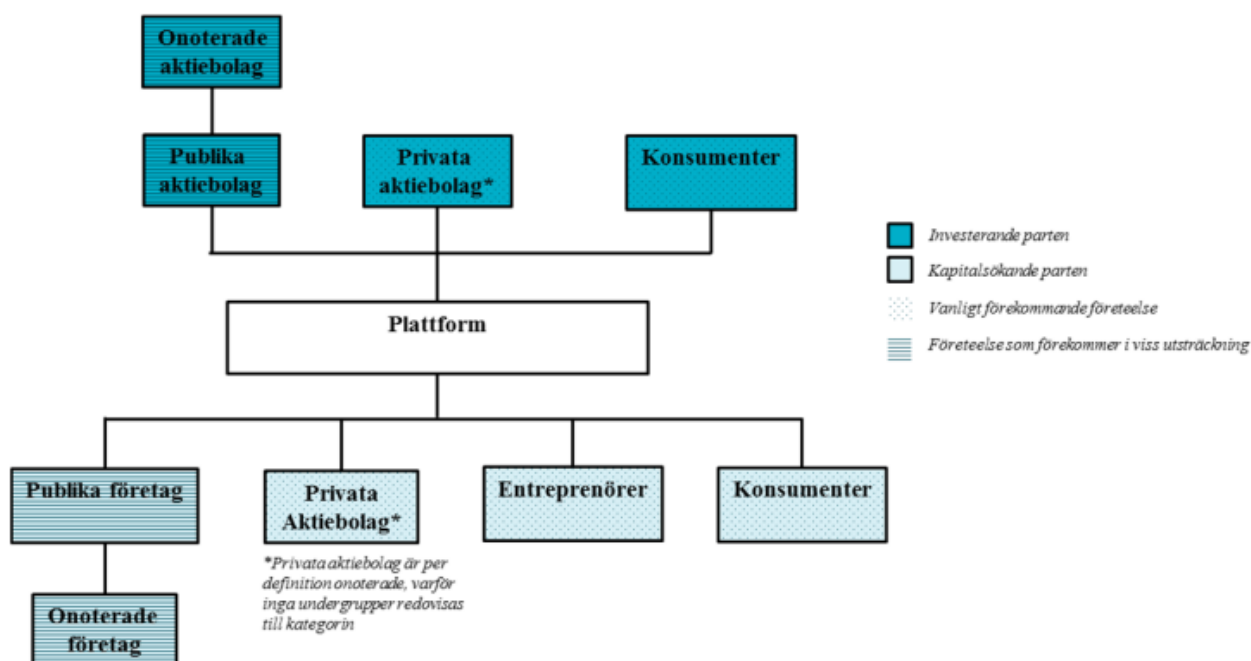 Onoterade
aktiebolag
Publika
aktiebolag
Privata
aktiebolag*
Konsumenter
Investerande parten
Kapitalsökande parten
Vanligt förekommande företeelse
Företeelse som förekommer i viss utsträckning
Plattform
Publika företag
Privata
Aktiebolag*
Entreprenörer
Konsumenter
*Privata aktiebolag är per
definition onoterade, varför
inga undergrupper redovisas
till kategorin
Onoterade
företag